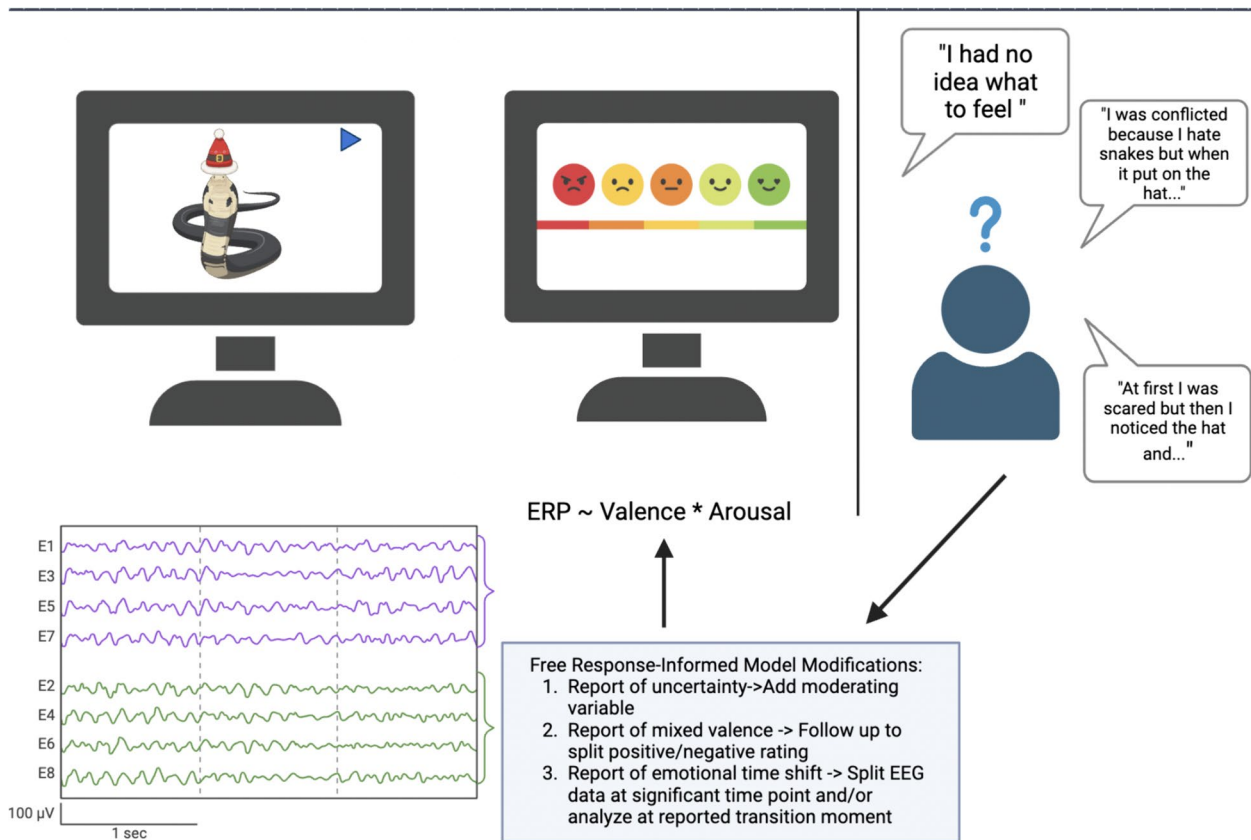 "I had no
idea what
to feel "
"I was conflicted
because I hate
snakes but when
it put on the
hat..."
?
"At first I was
scared but then I
noticed the hat
and..."
ERP ~ Valence * Arousal
E1
E3
E5
E7
E2
E4
E6
E8
100 µV
1 sec
Free Response-Informed Model Modifications:
1. Report of uncertainty->Add moderating
variable
2. Report of mixed valence -> Follow up to
split positive/negative rating
3. Report of emotional time shift -> Split EEG
data at significant time point and/or
analyze at reported transition moment